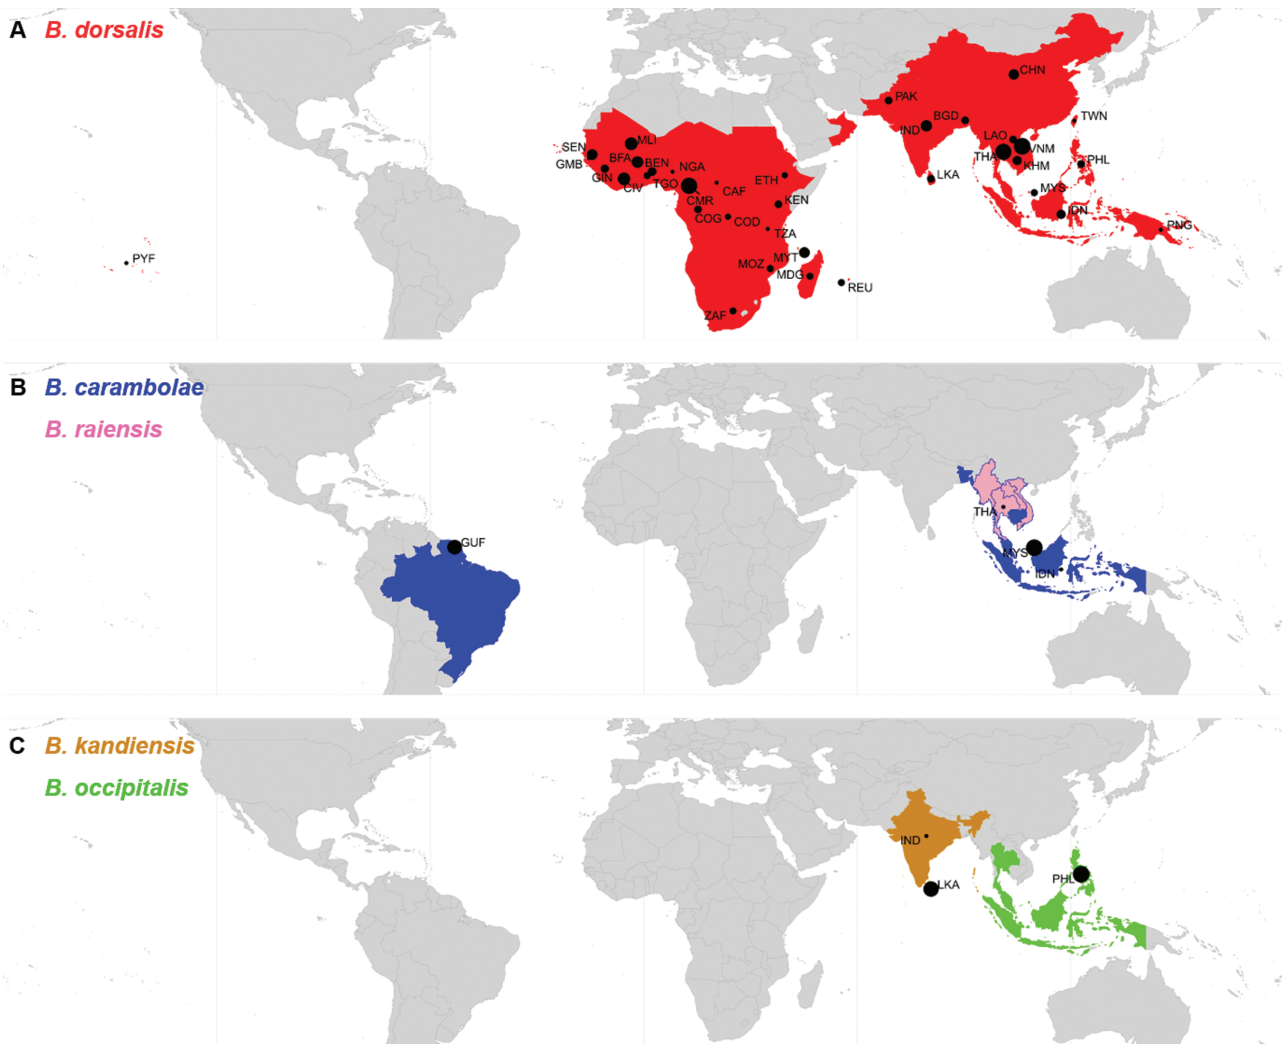 A B. dorsalis
CHN
PAK
BGD
TWN
IND
LAO
VNM
THA
KHM
PHL
LKA
MYS
IDN
PNG
SEN
MLI
GMB
BFA
BEN
NGA
GIN
CIV
TGO
CAF
ETH
CMR
KEN
COG
COD
TZA
MOZ
MYT
MDG
REU
ZAF
PYF
B B. carambolae
B. raiensis
THA
GUF
MYS
IDN
C B. kandiensis
B. occipitalis
IND
LKA
PHL